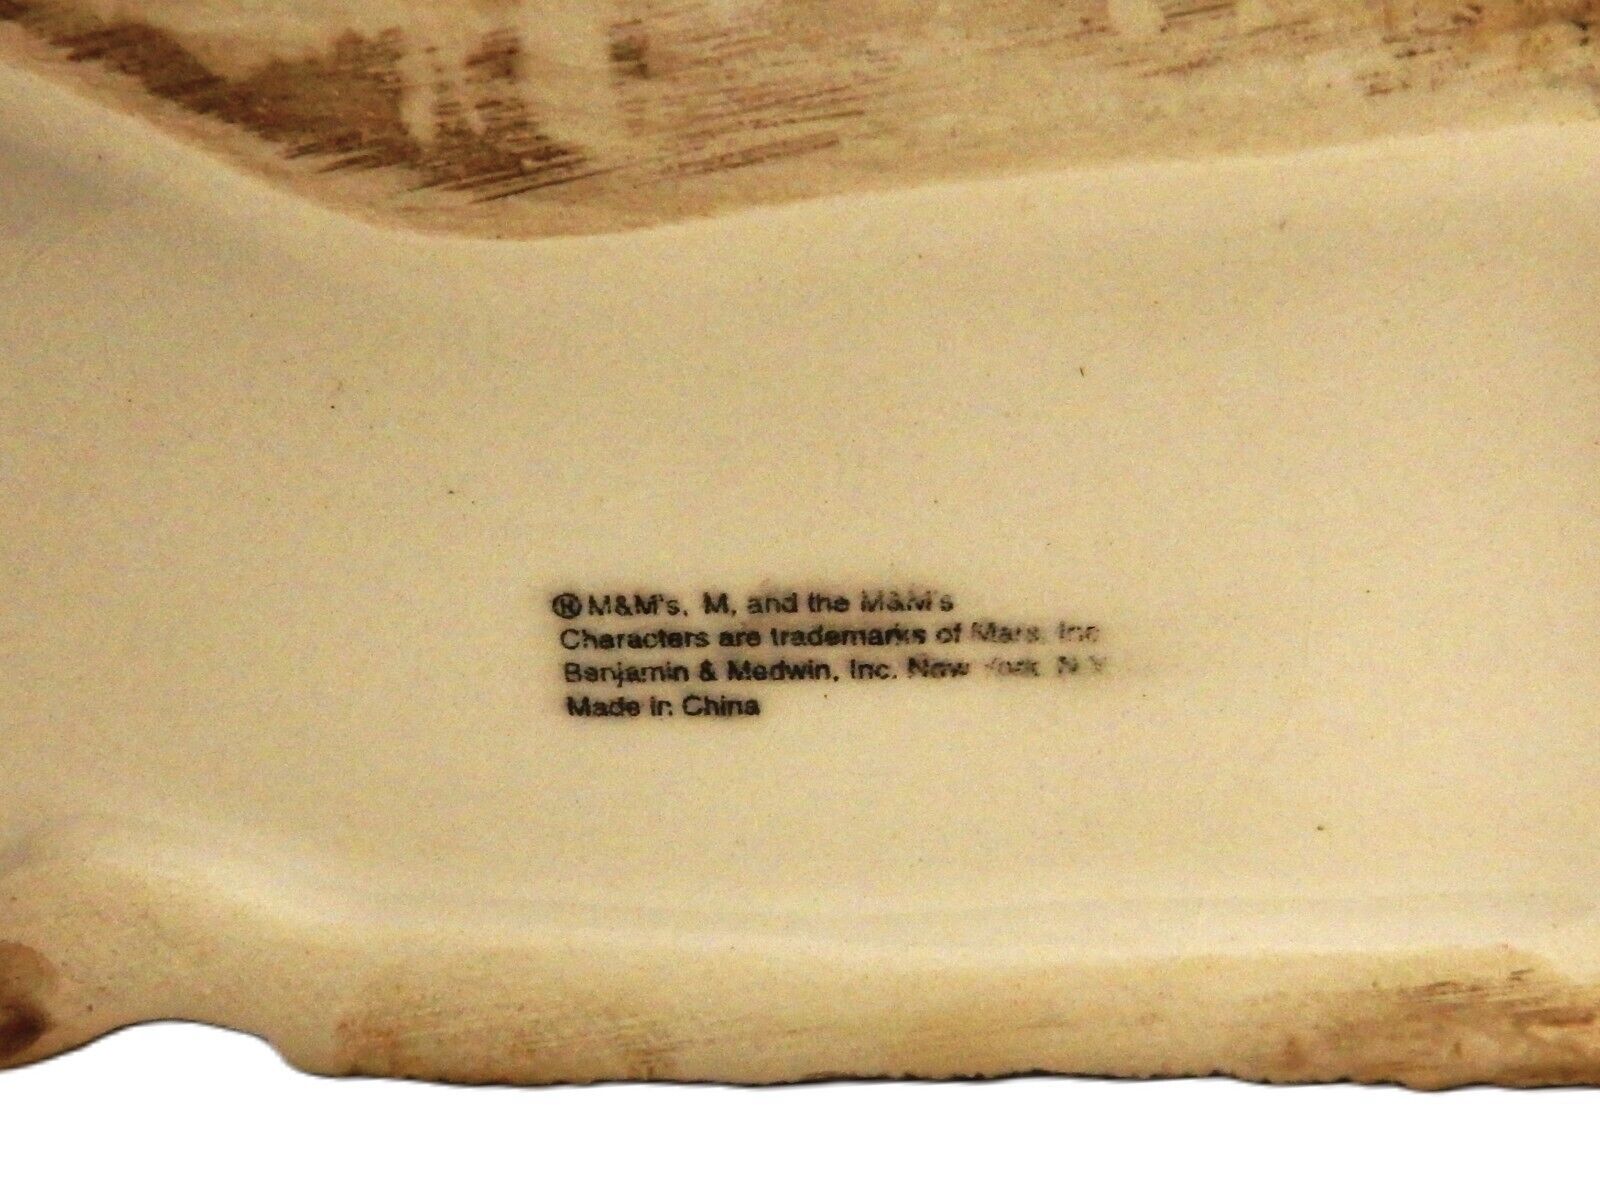 ® M&M's, M, and the M&M's
Characters are trademarks of Mars, Inc
Benjamin & Medwin, Inc. New York, N.Y.
Made in China